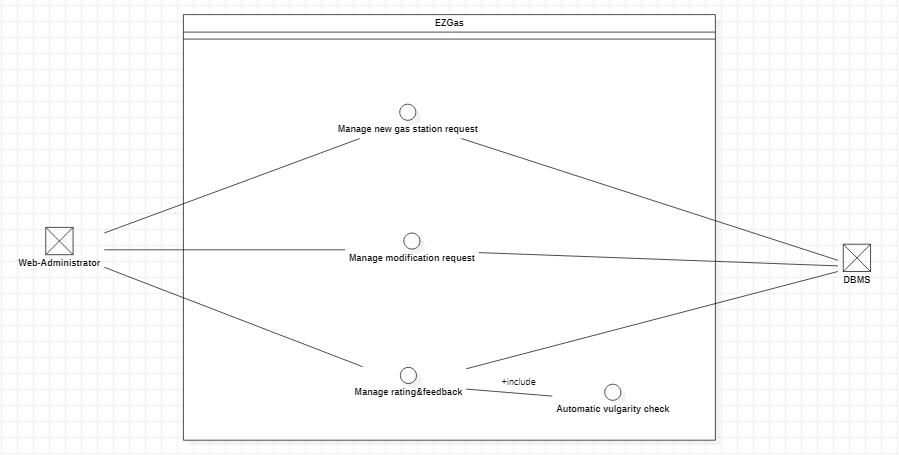 EZGas
Manage new gas station request
Web-Administrator
Manage modification request
DBMS
Manage rating&feedback
+include
Automatic vulgarity check